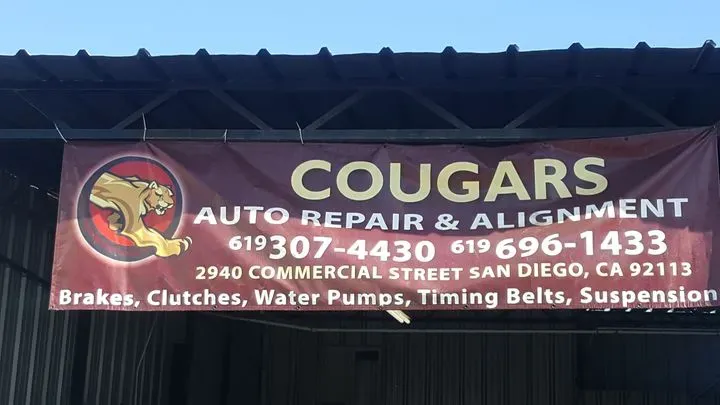 COUGARS
AUTO REPAIR & ALIGNMENT
619 307-4430 619 696-1433
2940 COMMERCIAL STREET SAN DIEGO, CA 92113
Brakes, Clutches, Water Pumps, Timing Belts, Suspension